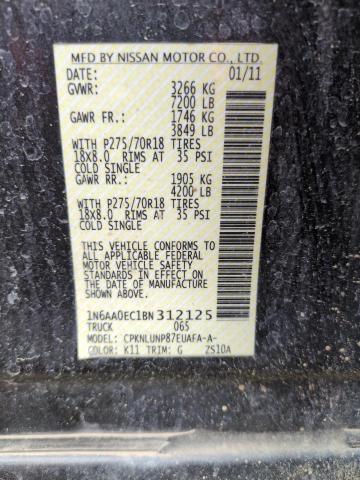 MFD BY NISSAN MOTOR CO., LTD.
DATE: 01/11
GVWR: 3266 KG
7200 LB
GAWR FR.: 1746 KG
3849 LB
WITH P275/70R18 TIRES
18X8.0 RIMS AT 35 PSI
COLD SINGLE
GAWR RR.: 1905 KG
4200 LB
WITH P275/70R18 TIRES
18X8.0 RIMS AT 35 PSI
COLD SINGLE
THIS VEHICLE CONFORMS TO
ALL APPLICABLE FEDERAL
MOTOR VEHICLE SAFETY
STANDARDS IN EFFECT ON
THE DATE OF MANUFACTURE
SHOWN ABOVE.
1N6AA0EC1BN312125
TRUCK 065
MODEL: CPKNLUNP87EUAFA-A-
COLOR: K11 TRIM: G ZS10A